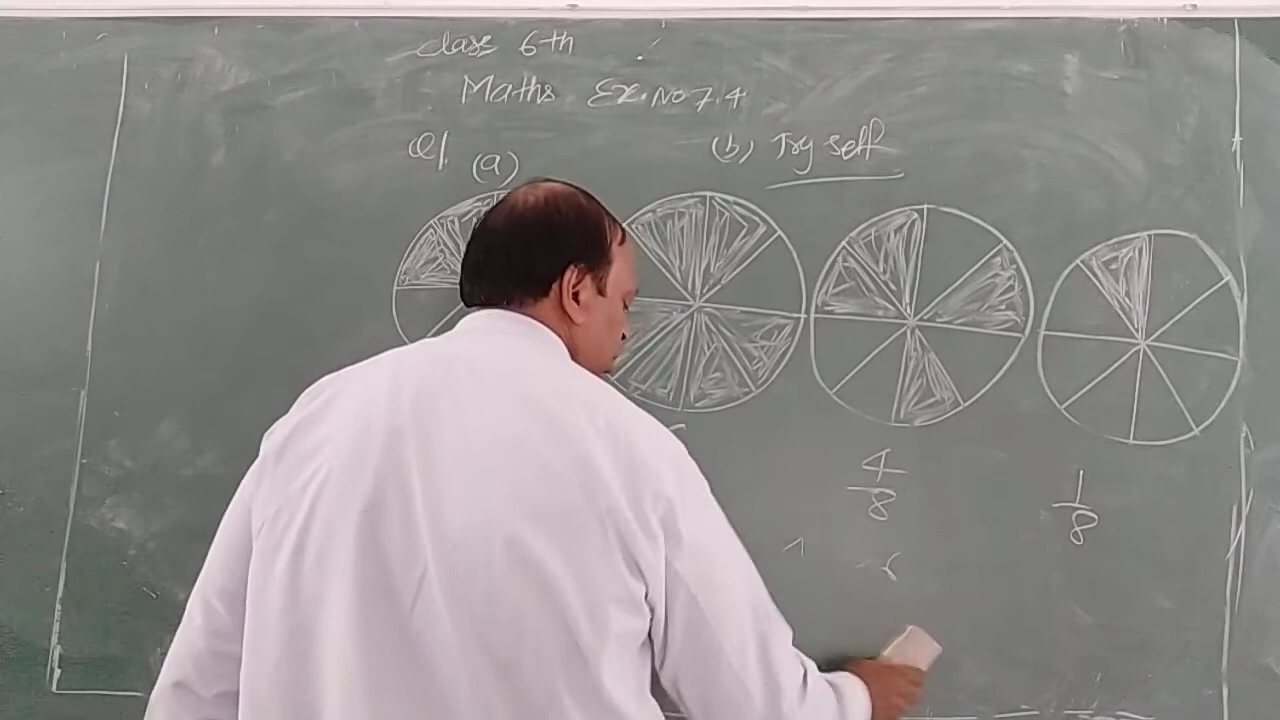 Class 6th
Maths Ex. No 7.4
Q1. (a)
(b) Try self
4/8
1/8